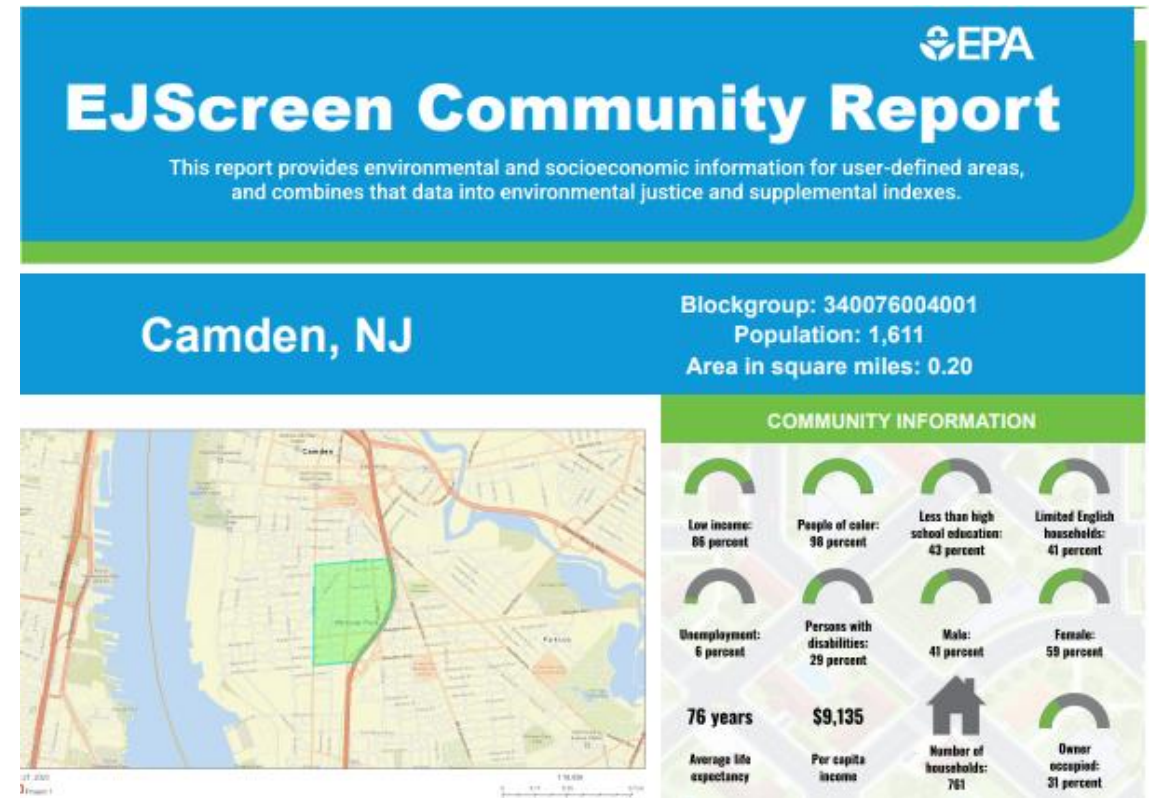 EPA
EJScreen Community Report
This report provides environmental and socioeconomic information for user-defined areas,
and combines that data into environmental justice and supplemental indexes.
Camden, NJ
Blockgroup: 340076004001
Population: 1,611
Area in square miles: 0.20
COMMUNITY INFORMATION
Low income:
86 percent
People of color:
98 percent
Less than high
school education:
43 percent
Limited English
households:
41 percent
Unemployment:
6 percent
Persons with
disabilities:
29 percent
Male:
41 percent
Female:
59 percent
76 years
Average life
expectancy
$9,135
Per capita
income
Number of
households:
761
Owner
occupied:
31 percent
Camden